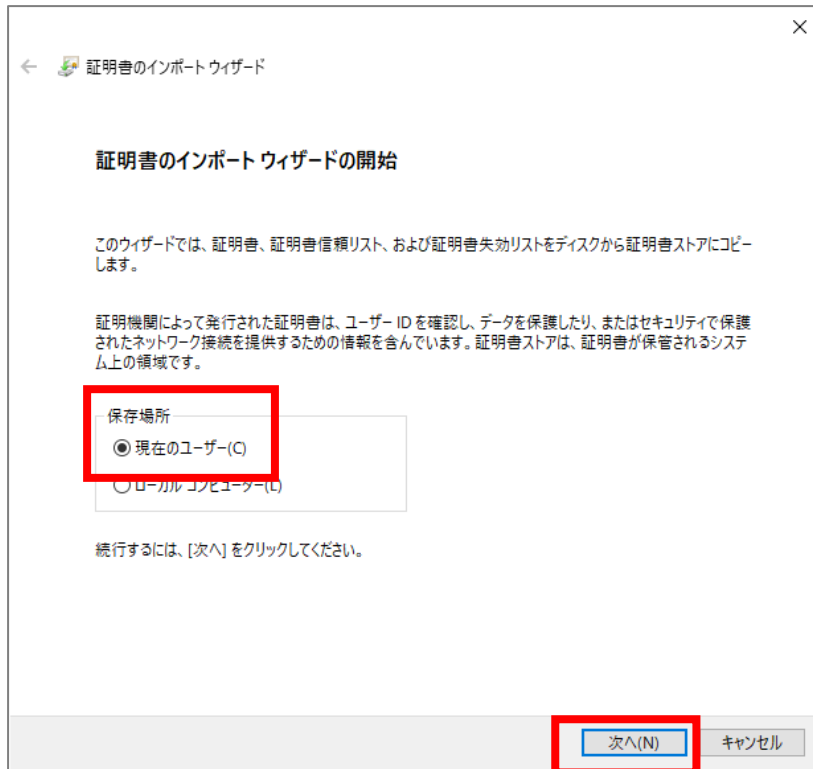 証明書のインポート ウィザード
証明書のインポート ウィザードの開始
このウィザードでは、証明書、証明書信頼リスト、および証明書失効リストをディスクから証明書ストアにコピー
します。
証明機関によって発行された証明書は、ユーザー ID を確認し、データを保護したり、またはセキュリティで保護
されたネットワーク接続を提供するための情報を含んでいます。証明書ストアは、証明書が保管されるシステ
ム上の領域です。
保存場所
現在のユーザー(C)
ローカル コンピューター(L)
続行するには、[次へ] をクリックしてください。
次へ(N)
キャンセル